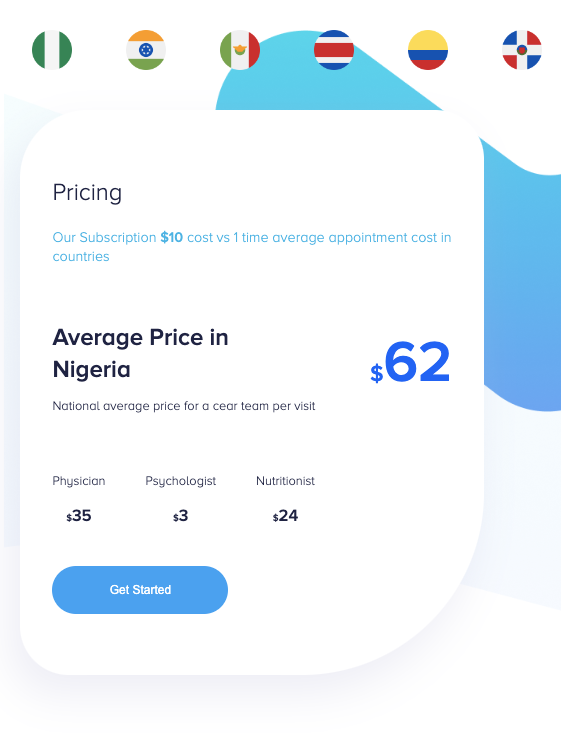 Pricing
Our Subscription $10 cost vs 1 time average appointment cost in
countries
Average Price in
Nigeria
$62
National average price for a cear team per visit
Physician Psychologist Nutritionist
$35 $3 $24
Get Started